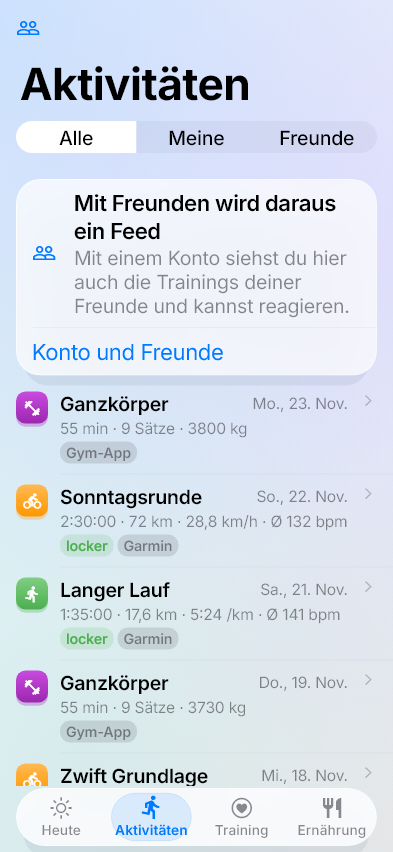 Aktivitäten
Alle Meine Freunde
Mit Freunden wird daraus
ein Feed
Mit einem Konto siehst du hier
auch die Trainings deiner
Freunde und kannst reagieren.
Konto und Freunde
Ganzkörper Mo., 23. Nov.
55 min · 9 Sätze · 3800 kg
Gym-App
Sonntagsrunde So., 22. Nov.
2:30:00 · 72 km · 28,8 km/h · Ø 132 bpm
locker Garmin
Langer Lauf Sa., 21. Nov.
1:35:00 · 17,6 km · 5:24 /km · Ø 141 bpm
locker Garmin
Ganzkörper Do., 19. Nov.
55 min · 9 Sätze · 3730 kg
Gym-App
Zwift Grundlage Mi., 18. Nov.
Heute Aktivitäten Training Ernährung